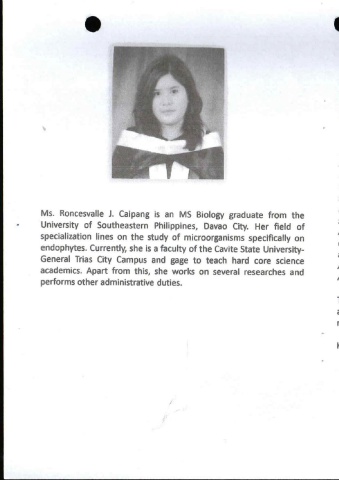 Ms. Roncesvalle J. Caipang is an MS Biology graduate from the
University of Southeastern Philippines, Davao City. Her field of
specialization lines on the study of microorganisms specifically on
endophytes. Currently, she is a faculty of the Cavite State University-
General Trias City Campus and gage to teach hard core science
academics. Apart from this, she works on several researches and
performs other administrative duties.